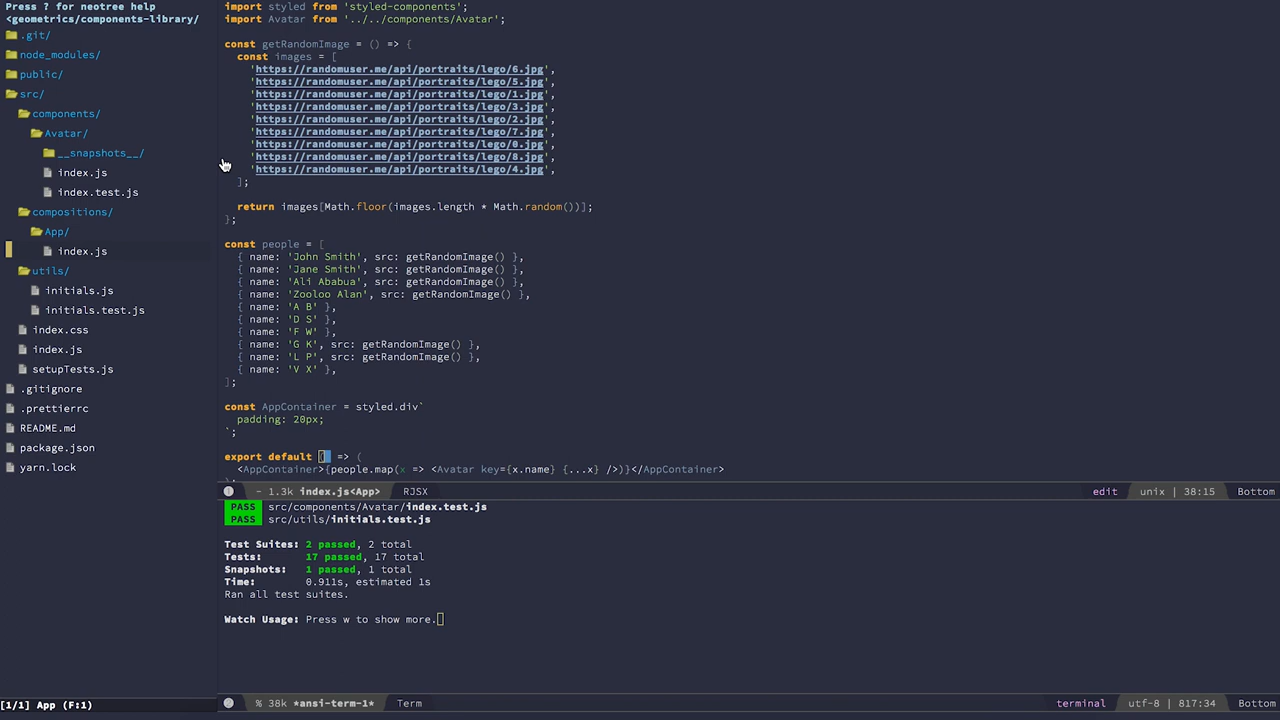 Press ? for neotree help
<geometrics/components-library/
.git/
node_modules/
public/
src/
components/
Avatar/
__snapshots__/
index.js
index.test.js
compositions/
App/
index.js
utils/
initials.js
initials.test.js
index.css
index.js
setupTests.js
.gitignore
.prettierrc
README.md
package.json
yarn.lock
[1/1] App (F:1)
import styled from 'styled-components';
import Avatar from '../../components/Avatar';
const getRandomImage = () => {
const images = [
'https://randomuser.me/api/portraits/lego/6.jpg',
'https://randomuser.me/api/portraits/lego/5.jpg',
'https://randomuser.me/api/portraits/lego/1.jpg',
'https://randomuser.me/api/portraits/lego/3.jpg',
'https://randomuser.me/api/portraits/lego/2.jpg',
'https://randomuser.me/api/portraits/lego/7.jpg',
'https://randomuser.me/api/portraits/lego/0.jpg',
'https://randomuser.me/api/portraits/lego/8.jpg',
'https://randomuser.me/api/portraits/lego/4.jpg',
];
return images[Math.floor(images.length * Math.random())];
};
const people = [
{ name: 'John Smith', src: getRandomImage() },
{ name: 'Jane Smith', src: getRandomImage() },
{ name: 'Ali Ababua', src: getRandomImage() },
{ name: 'Zooloo Alan', src: getRandomImage() },
{ name: 'A B' },
{ name: 'D S' },
{ name: 'F W' },
{ name: 'G K', src: getRandomImage() },
{ name: 'L P', src: getRandomImage() },
{ name: 'V X' },
];
const AppContainer = styled.div`
padding: 20px;
`;
export default () => (
<AppContainer>{people.map(x => <Avatar key={x.name} {...x} />)}</AppContainer>
- 1.3k index.js<App> RJSX edit unix | 38:15 Bottom
PASS src/components/Avatar/index.test.js
PASS src/utils/initials.test.js
Test Suites: 2 passed, 2 total
Tests: 17 passed, 17 total
Snapshots: 1 passed, 1 total
Time: 0.911s, estimated 1s
Ran all test suites.
Watch Usage: Press w to show more.
% 38k *ansi-term-1* Term terminal utf-8 | 817:34 Bottom